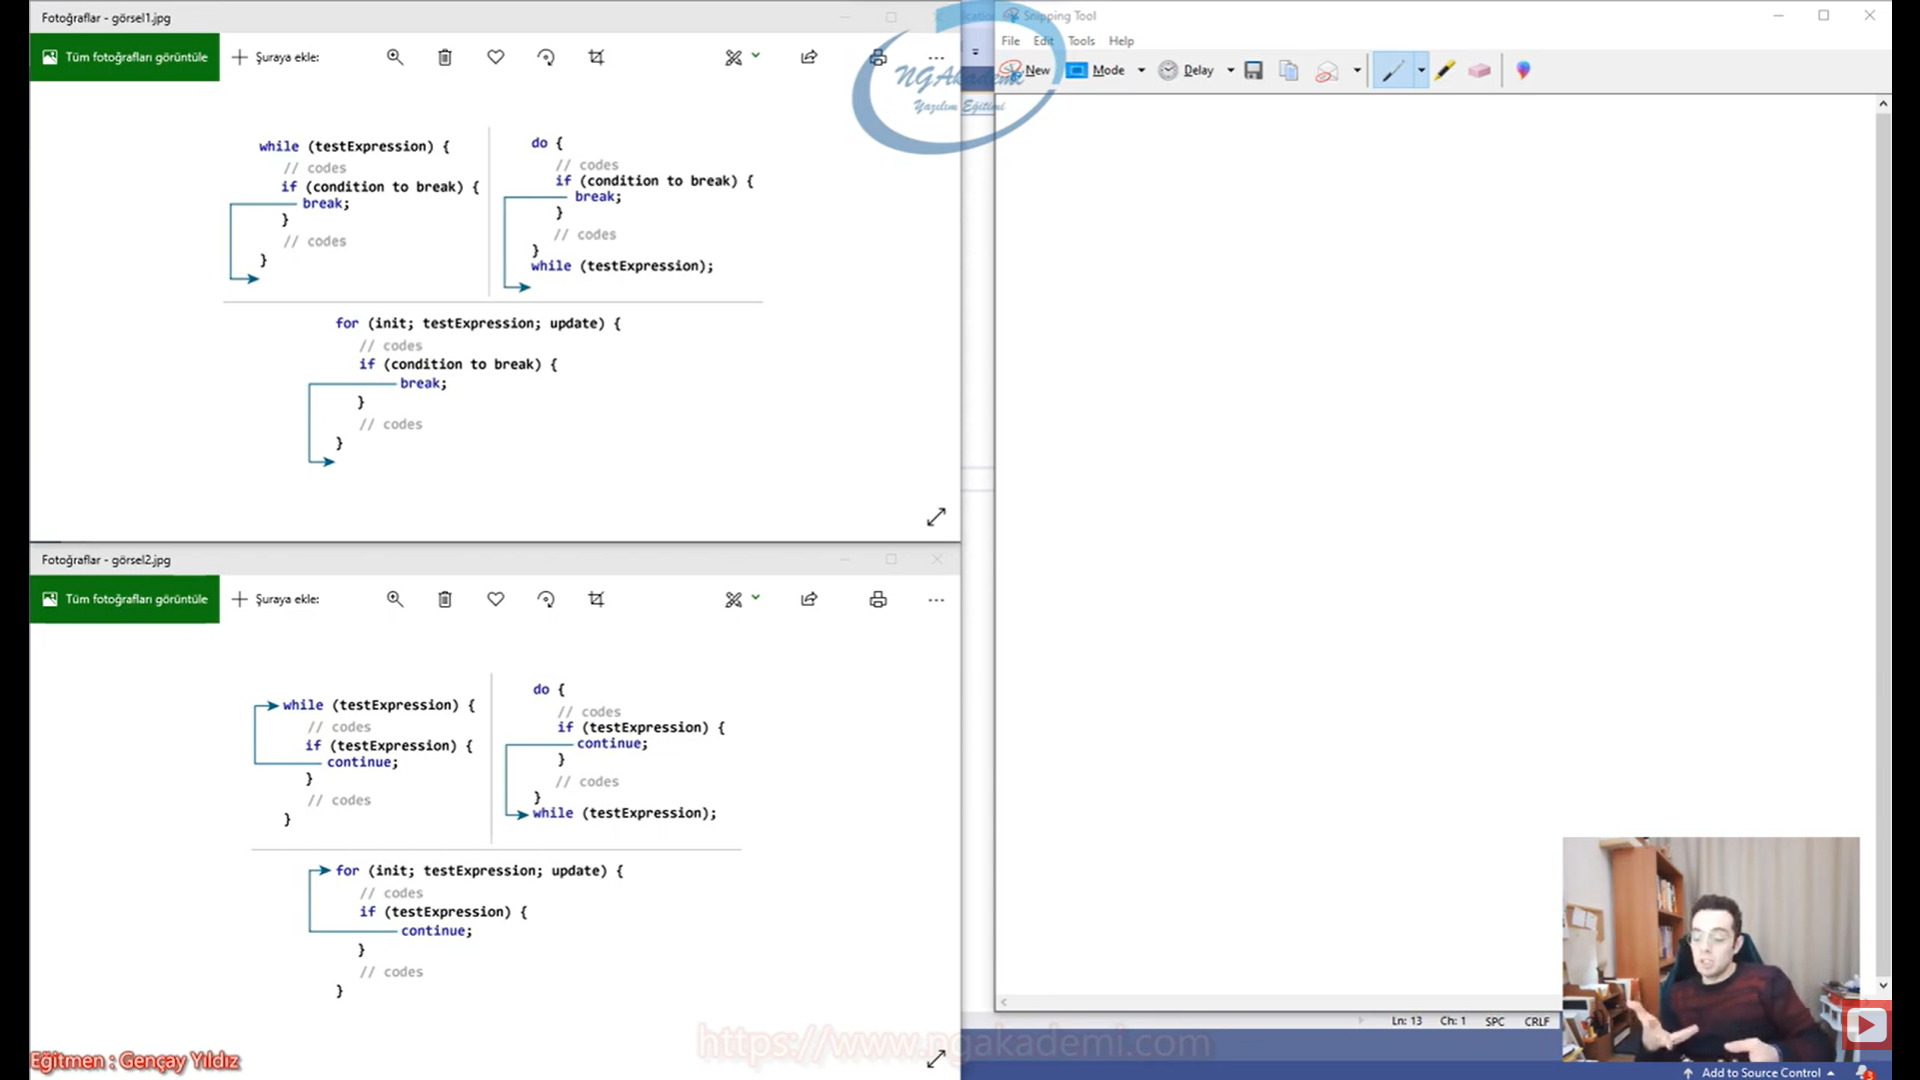 Fotoğraflar - görsel1.jpg
Tüm fotoğrafları görüntüle
Şuraya ekle:
while (testExpression) {
// codes
if (condition to break) {
break;
}
// codes
}
do {
// codes
if (condition to break) {
break;
}
// codes
}
while (testExpression);
for (init; testExpression; update) {
// codes
if (condition to break) {
break;
}
// codes
}
Fotoğraflar - görsel2.jpg
Tüm fotoğrafları görüntüle
Şuraya ekle:
while (testExpression) {
// codes
if (testExpression) {
continue;
}
// codes
}
do {
// codes
if (testExpression) {
continue;
}
// codes
}
while (testExpression);
for (init; testExpression; update) {
// codes
if (testExpression) {
continue;
}
// codes
}
NGAkademi
Yazılım Eğitimi
Snipping Tool
File Edit Tools Help
New Mode Delay
Ln: 13 Ch: 1 SPC CRLF
Add to Source Control
3
https://www.ngakademi.com
Eğitmen : Gençay Yıldız